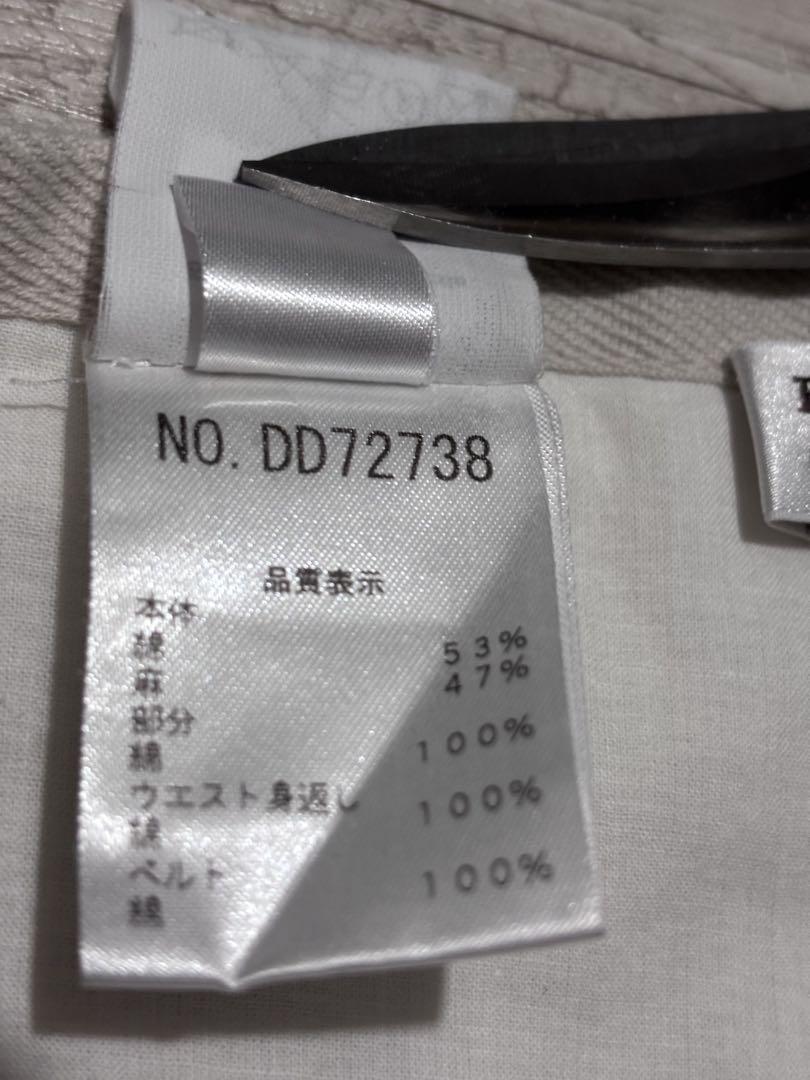 NO. DD72738
品質表示
本体
綿 53%
麻 47%
部分
綿 100%
ウエスト身返し
綿 100%
ベルト
綿 100%